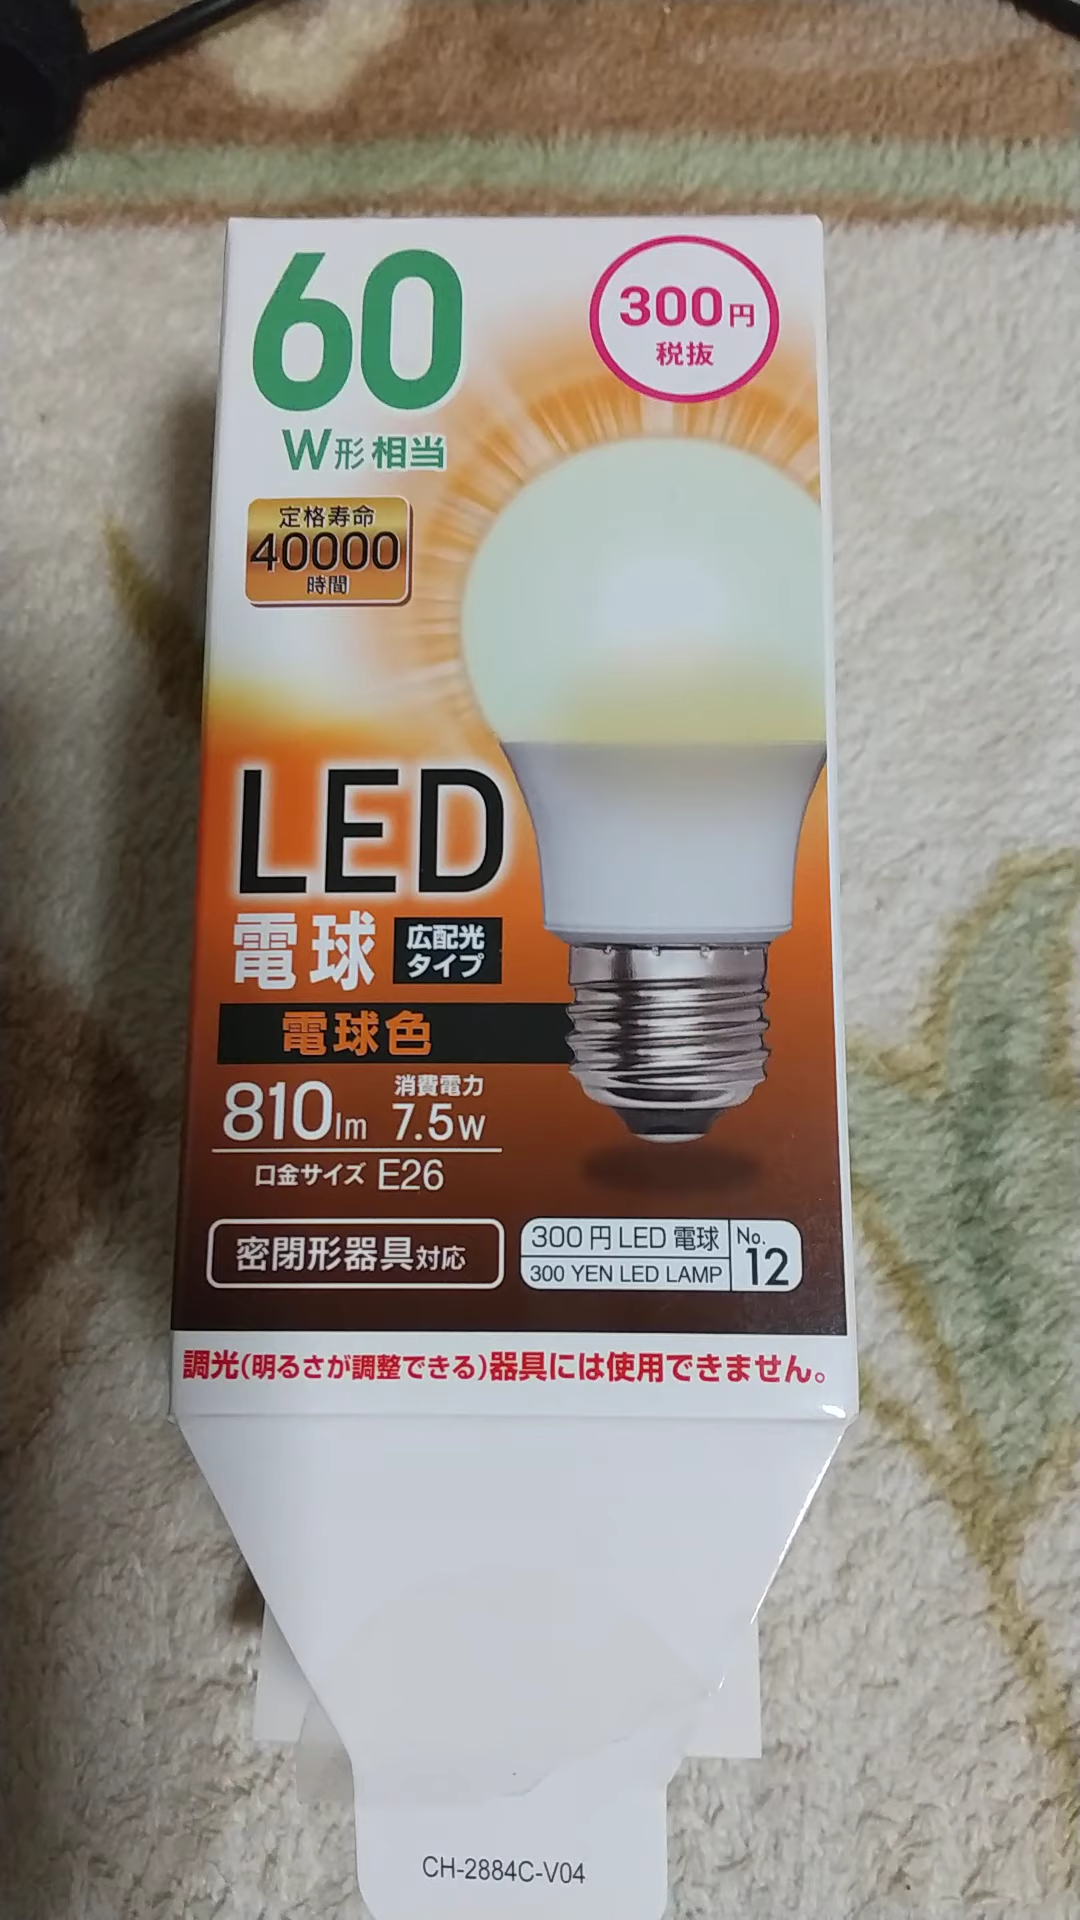 60
W形相当
300円
税抜
定格寿命
40000
時間
LED
電球
広配光
タイプ
電球色
810lm
消費電力
7.5W
口金サイズ E26
密閉形器具対応
300円LED電球
300 YEN LED LAMP
No.
12
調光(明るさが調整できる)器具には使用できません。
CH-2884C-V04